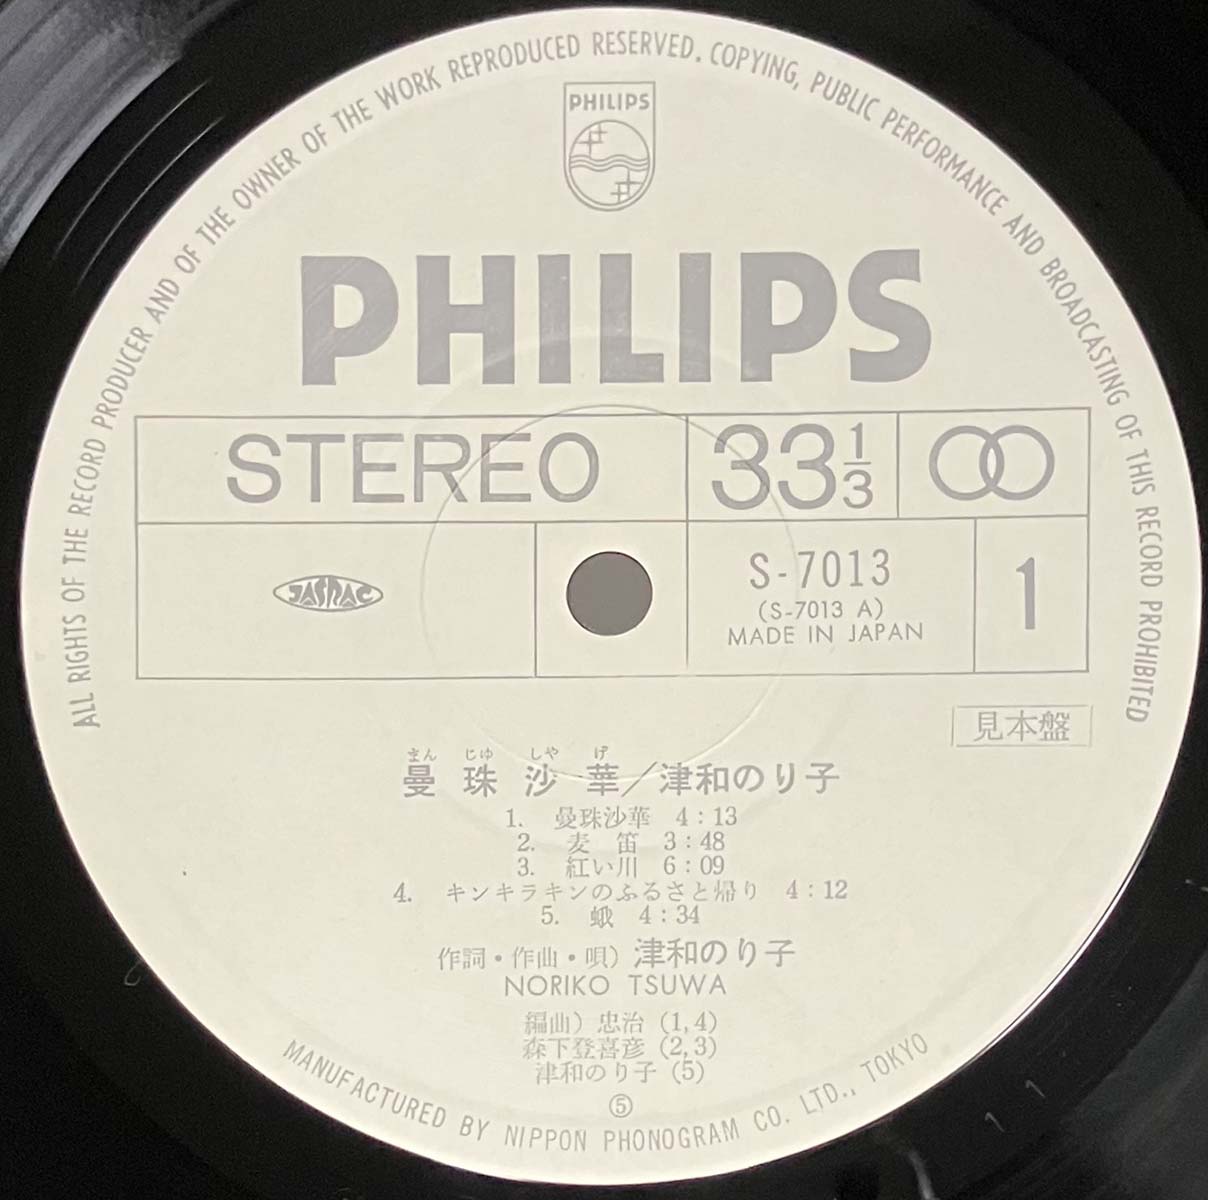 ALL RIGHTS OF THE RECORD PRODUCER AND OF THE OWNER OF THE WORK REPRODUCED RESERVED. COPYING, PUBLIC PERFORMANCE AND BROADCASTING OF THIS RECORD PROHIBITED
PHILIPS
PHILIPS
STEREO 33 1/3
JASRAC
S-7013
(S-7013 A)
MADE IN JAPAN
1
見本盤
まん じゆ しや げ
曼珠沙華/津和のり子
1. 曼珠沙華 4:13
2. 麦笛 3:48
3. 紅い川 6:09
4. キンキラキンのふるさと帰り 4:12
5. 蛾 4:34
作詞・作曲・唄) 津和のり子
NORIKO TSUWA
編曲) 忠治 (1,4)
森下登喜彦 (2,3)
津和のり子 (5)
⑤
MANUFACTURED BY NIPPON PHONOGRAM CO. LTD., TOKYO
1 1